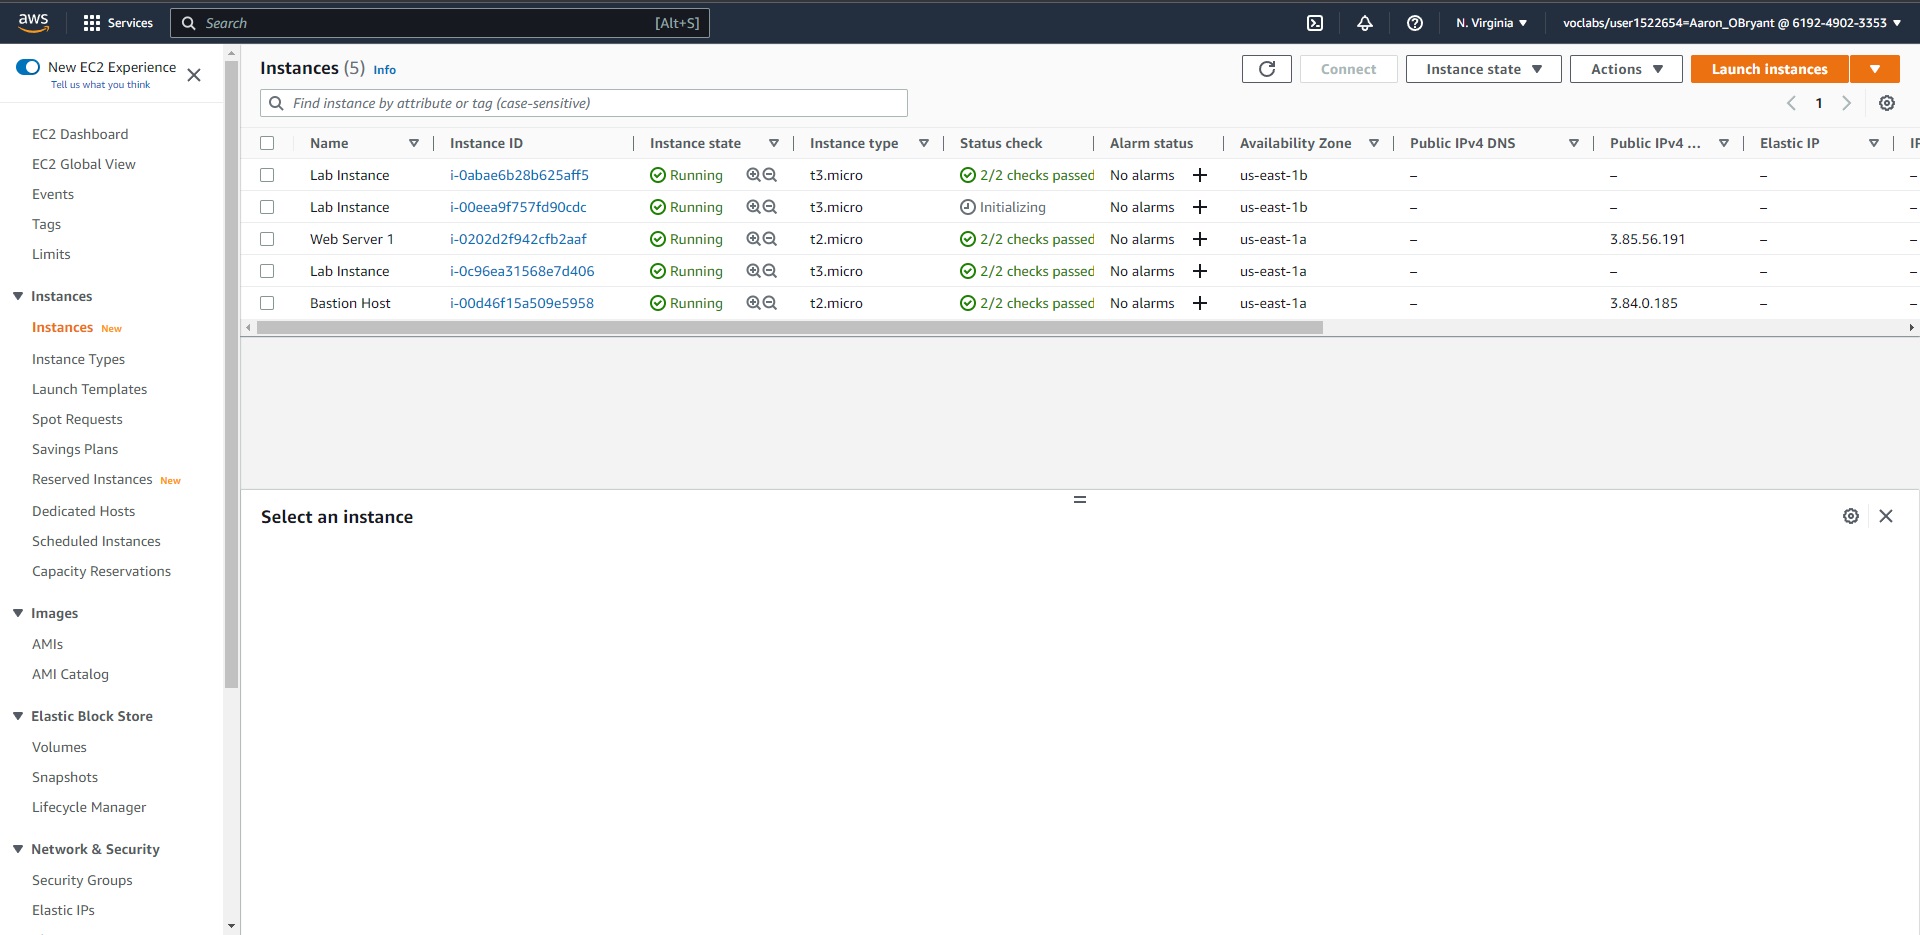 aws Services Search [Alt+S] N. Virginia voclabs/user1522654=Aaron_OBryant @ 6192-4902-3353
New EC2 Experience
Tell us what you think
EC2 Dashboard
EC2 Global View
Events
Tags
Limits
Instances
Instances New
Instance Types
Launch Templates
Spot Requests
Savings Plans
Reserved Instances New
Dedicated Hosts
Scheduled Instances
Capacity Reservations
Images
AMIs
AMI Catalog
Elastic Block Store
Volumes
Snapshots
Lifecycle Manager
Network & Security
Security Groups
Elastic IPs
Instances (5) Info Connect Instance state Actions Launch instances
Find instance by attribute or tag (case-sensitive) 1
Name Instance ID Instance state Instance type Status check Alarm status Availability Zone Public IPv4 DNS Public IPv4 ... Elastic IP
Lab Instance i-0abae6b28b625aff5 Running t3.micro 2/2 checks passed No alarms + us-east-1b – – – –
Lab Instance i-00eea9f757fd90cdc Running t3.micro Initializing No alarms + us-east-1b – – – –
Web Server 1 i-0202d2f942cfb2aaf Running t2.micro 2/2 checks passed No alarms + us-east-1a – 3.85.56.191 – –
Lab Instance i-0c96ea31568e7d406 Running t3.micro 2/2 checks passed No alarms + us-east-1a – – – –
Bastion Host i-00d46f15a509e5958 Running t2.micro 2/2 checks passed No alarms + us-east-1a – 3.84.0.185 – –
Select an instance